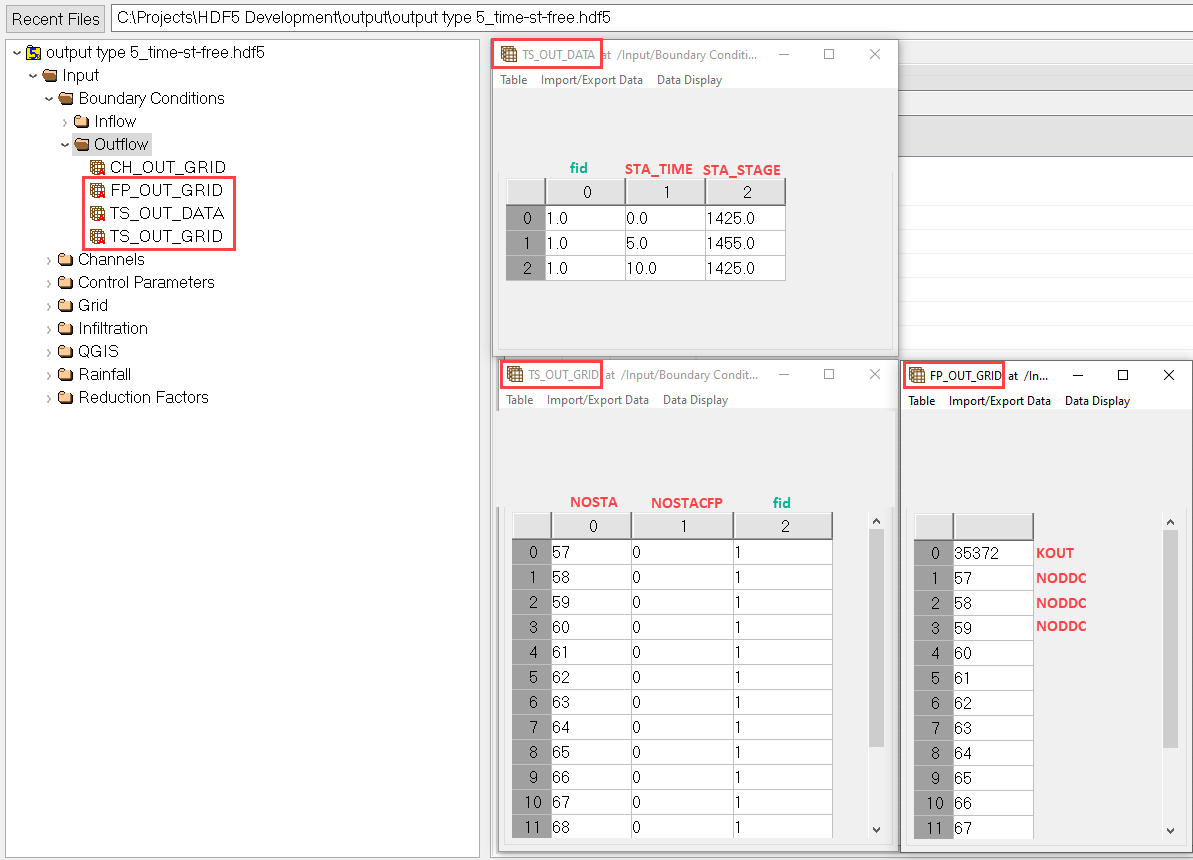 Recent Files
C:\Projects\HDF5 Development\output\output type 5_time-st-free.hdf5
output type 5_time-st-free.hdf5
Input
Boundary Conditions
Inflow
Outflow
CH_OUT_GRID
FP_OUT_GRID
TS_OUT_DATA
TS_OUT_GRID
Channels
Control Parameters
Grid
Infiltration
QGIS
Rainfall
Reduction Factors
TS_OUT_DATA at /Input/Boundary Conditi...
Table Import/Export Data Data Display
fid STA_TIME STA_STAGE
0 1 2
0 1.0 0.0 1425.0
1 1.0 5.0 1455.0
2 1.0 10.0 1425.0
TS_OUT_GRID at /Input/Boundary Condit...
Table Import/Export Data Data Display
NOSTA NOSTACFP fid
0 1 2
0 57 0 1
1 58 0 1
2 59 0 1
3 60 0 1
4 61 0 1
5 62 0 1
6 63 0 1
7 64 0 1
8 65 0 1
9 66 0 1
10 67 0 1
11 68 0 1
FP_OUT_GRID at /In...
Table Import/Export Data Data Display
0 35372 KOUT
1 57 NODDC
2 58 NODDC
3 59 NODDC
4 60
5 61
6 62
7 63
8 64
9 65
10 66
11 67